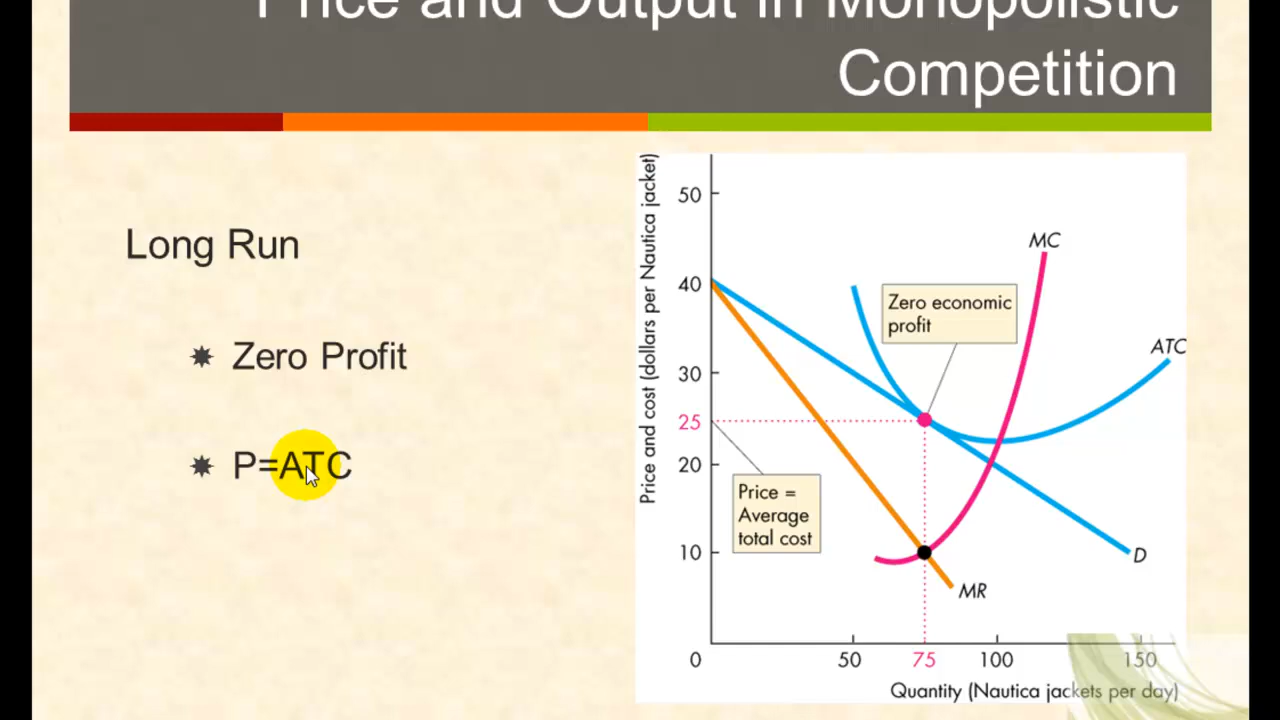 Price and Output in Monopolistic
Competition
Long Run
Zero Profit
P=ATC
Price and cost (dollars per Nautica jacket)
50
40
30
25
20
10
0
50
75
100
150
Quantity (Nautica jackets per day)
MC
Zero economic
profit
ATC
Price =
Average
total cost
D
MR